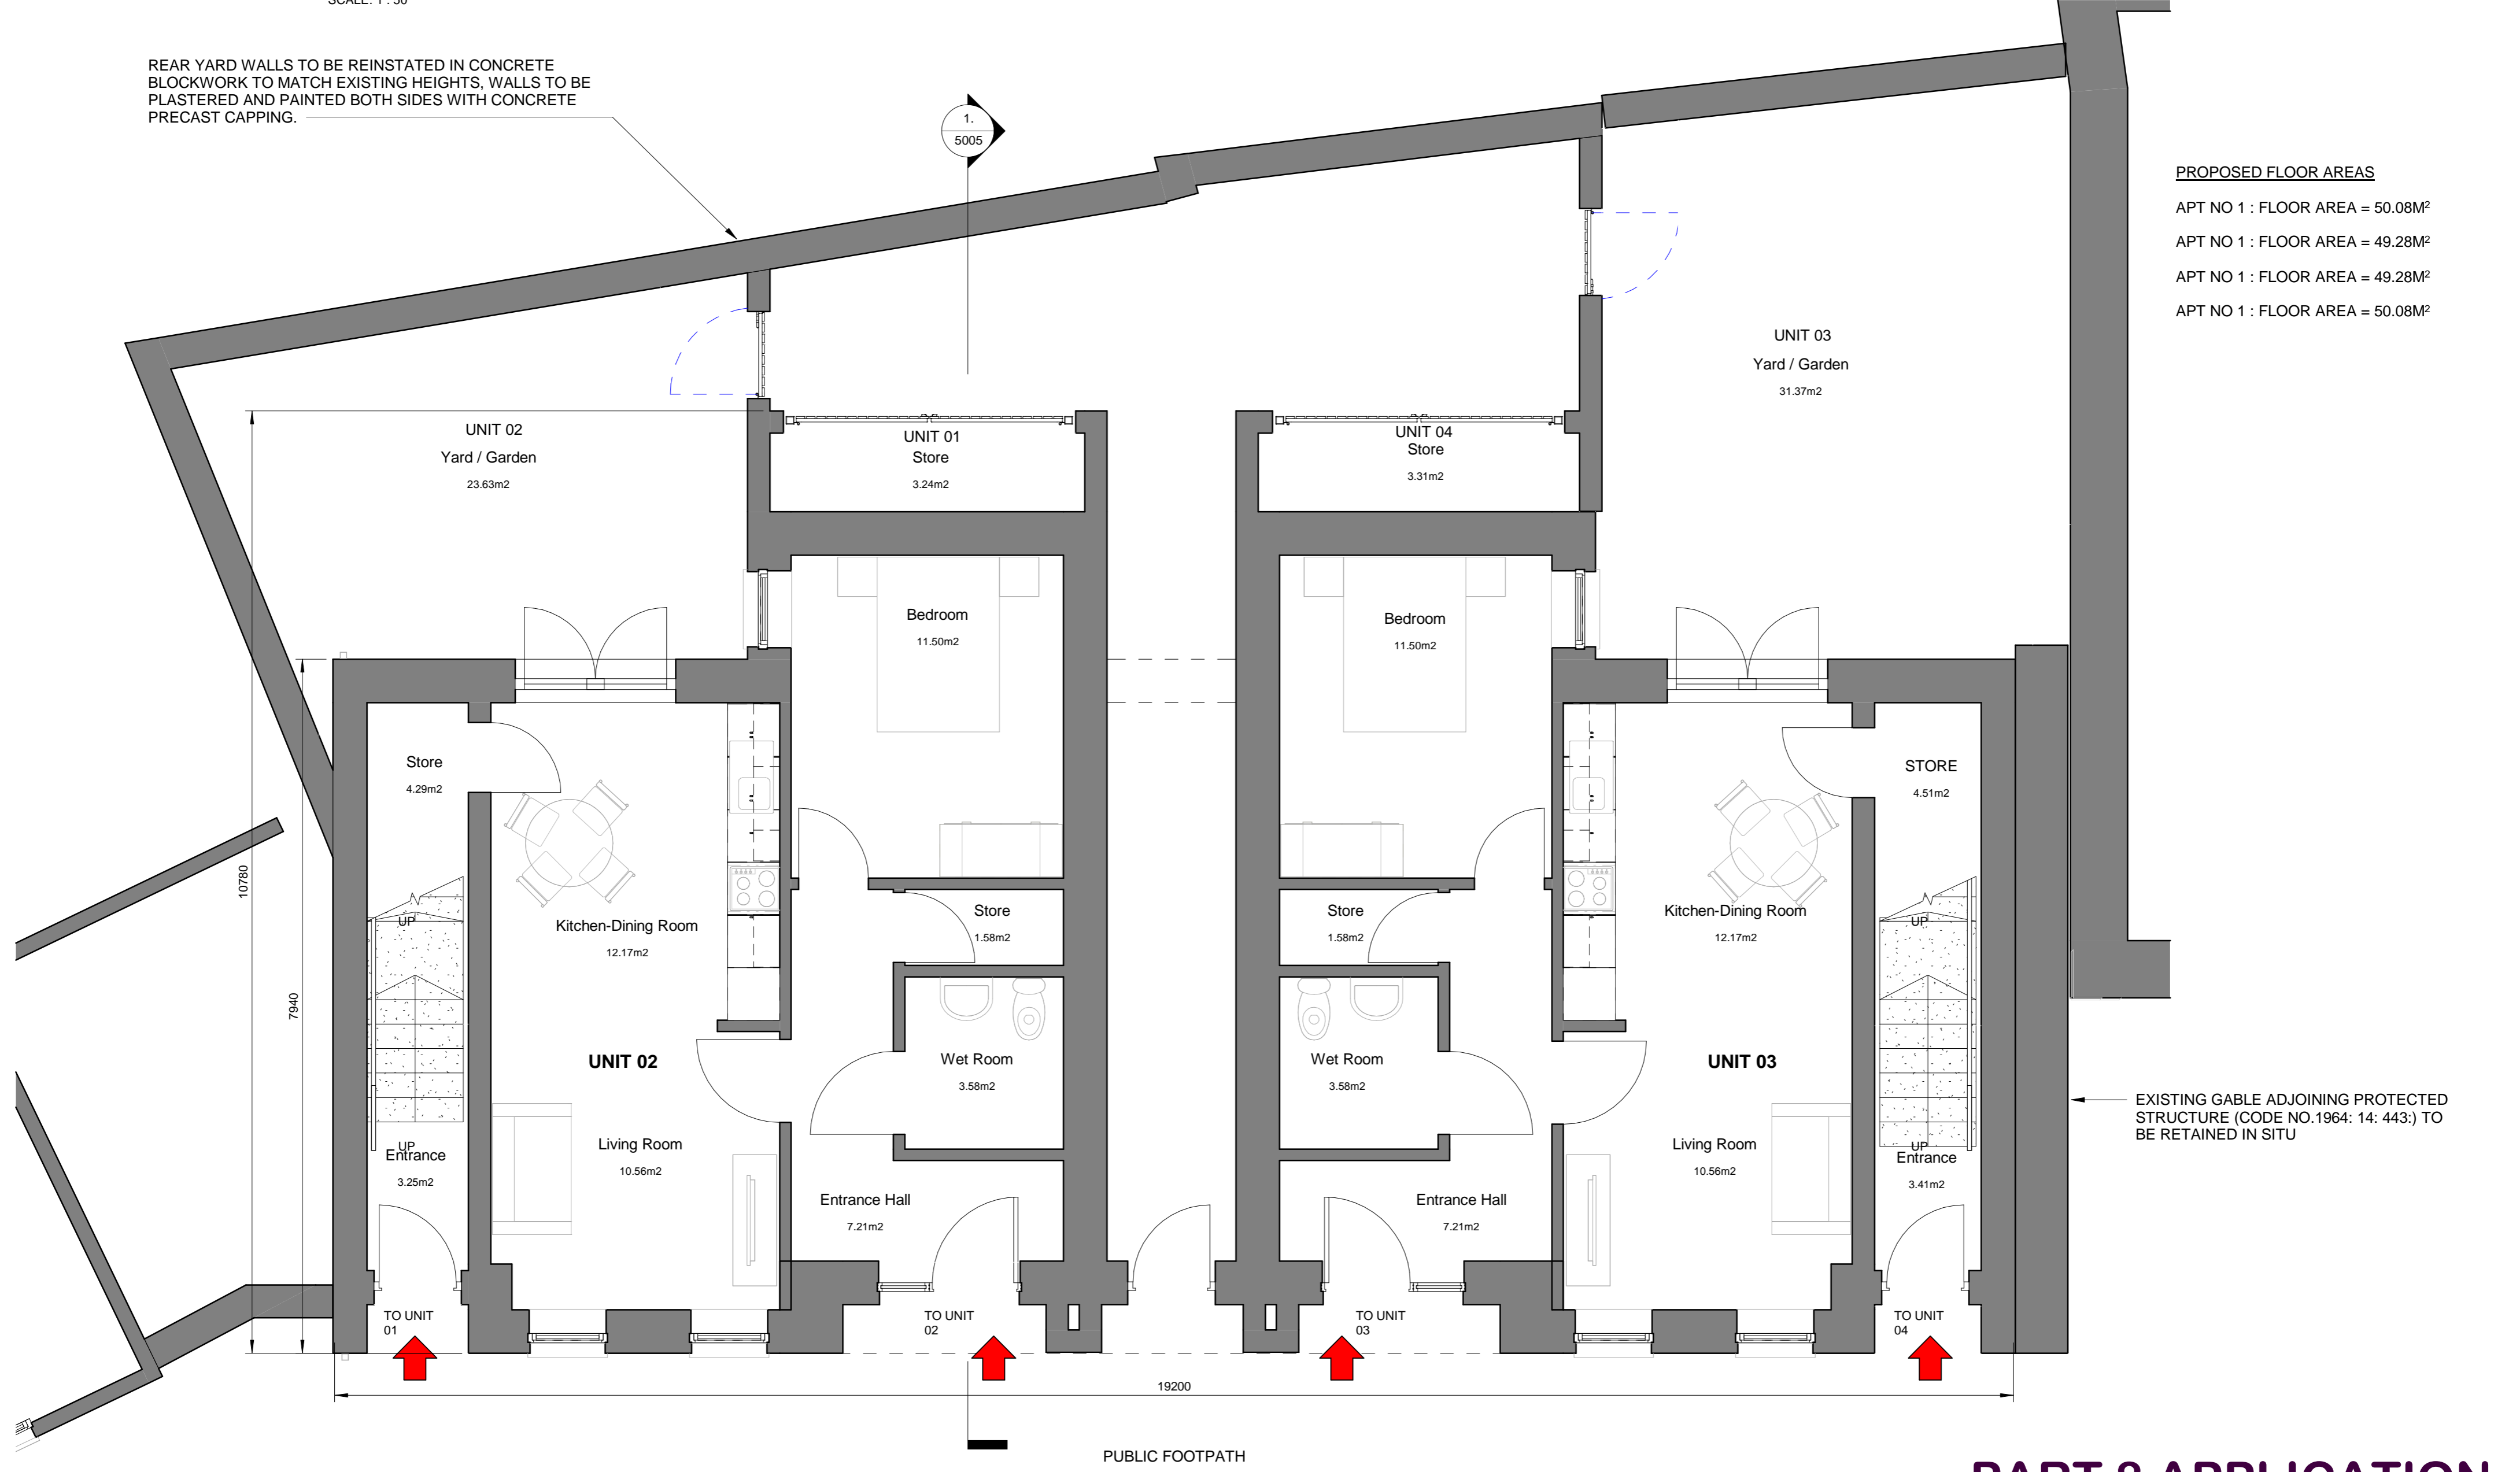 SCALE: 1 : 50
REAR YARD WALLS TO BE REINSTATED IN CONCRETE
BLOCKWORK TO MATCH EXISTING HEIGHTS, WALLS TO BE
PLASTERED AND PAINTED BOTH SIDES WITH CONCRETE
PRECAST CAPPING.
1.
5005
PROPOSED FLOOR AREAS
APT NO 1 : FLOOR AREA = 50.08M²
APT NO 1 : FLOOR AREA = 49.28M²
APT NO 1 : FLOOR AREA = 49.28M²
APT NO 1 : FLOOR AREA = 50.08M²
UNIT 03
Yard / Garden
31.37m2
UNIT 02
Yard / Garden
23.63m2
UNIT 01
Store
3.24m2
UNIT 04
Store
3.31m2
Bedroom
11.50m2
Bedroom
11.50m2
Store
4.29m2
STORE
4.51m2
10780
7940
UP
Kitchen-Dining Room
12.17m2
Store
1.58m2
Store
1.58m2
Kitchen-Dining Room
12.17m2
UP
UNIT 02
Wet Room
3.58m2
Wet Room
3.58m2
UNIT 03
EXISTING GABLE ADJOINING PROTECTED
STRUCTURE (CODE NO.1964: 14: 443:) TO
BE RETAINED IN SITU
UP
Entrance
3.25m2
Living Room
10.56m2
Entrance Hall
7.21m2
Entrance Hall
7.21m2
Living Room
10.56m2
UP
Entrance
3.41m2
TO UNIT
01
TO UNIT
02
TO UNIT
03
TO UNIT
04
19200
PUBLIC FOOTPATH
PART 8 APPLICATION